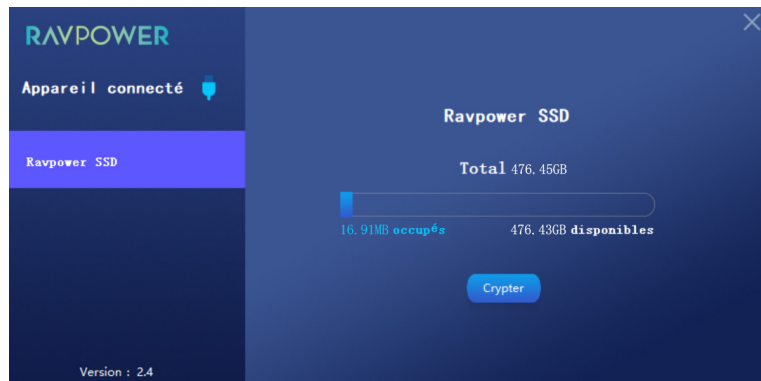 RAVPOWER
Appareil connecté
Ravpower SSD
Version : 2.4
Ravpower SSD
Total 476.45GB
16.91MB occupés 476.43GB disponibles
Crypter